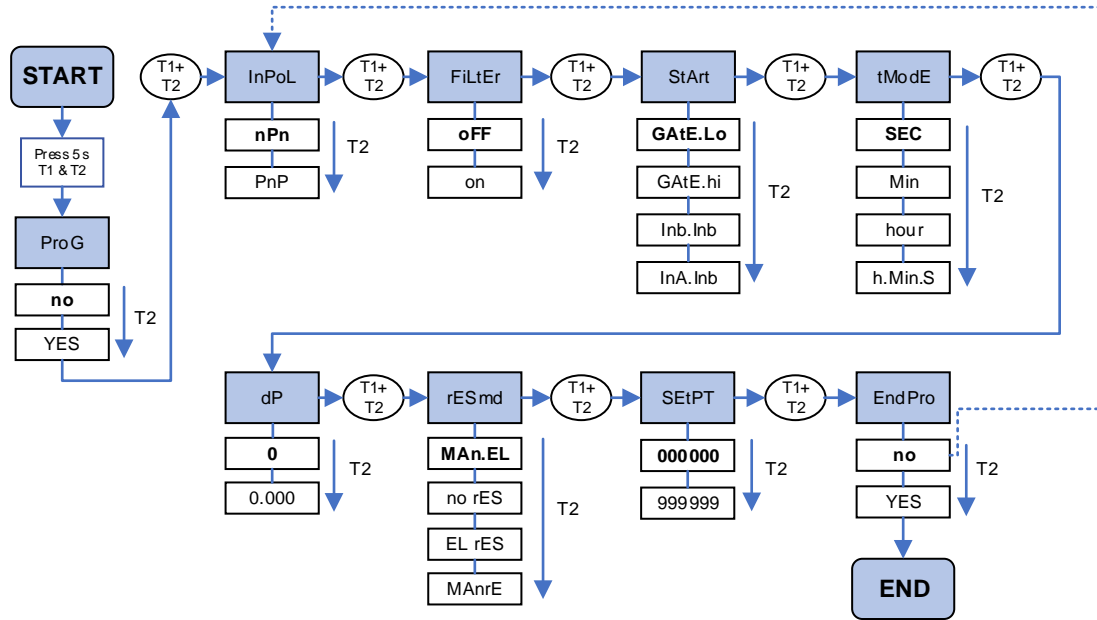 START
Press 5 s
T1 & T2
ProG
no
YES
T2
T1+
T2
InPoL
nPn
PnP
T2
T1+
T2
FiLtEr
oFF
on
T2
T1+
T2
StArt
GAtE.Lo
GAtE.hi
Inb.Inb
InA.Inb
T2
T1+
T2
tModE
SEC
Min
hour
h.Min.S
T2
T1+
T2
dP
0
0.000
T2
T1+
T2
rESmd
MAn.EL
no rES
EL rES
MAnrE
T2
T1+
T2
SEtPT
000000
999999
T2
T1+
T2
EndPro
no
YES
T2
END